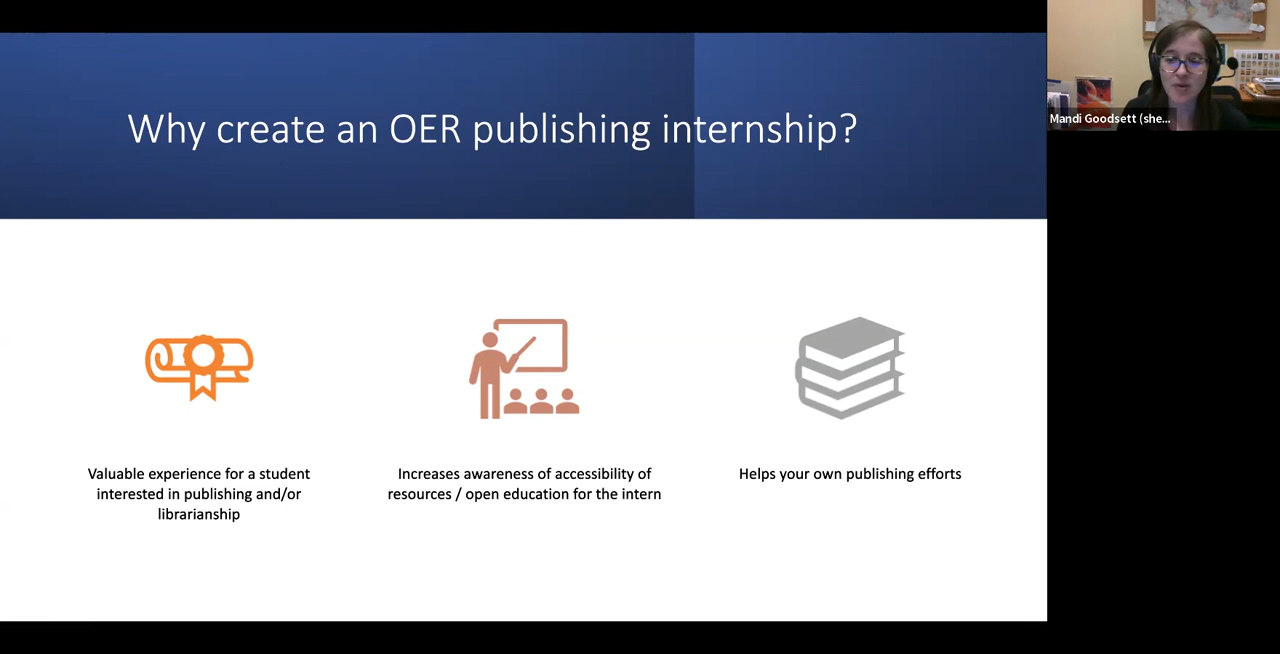 Why create an OER publishing internship?
Mandi Goodsett (she...
Valuable experience for a student
interested in publishing and/or
librarianship
Increases awareness of accessibility of
resources / open education for the intern
Helps your own publishing efforts